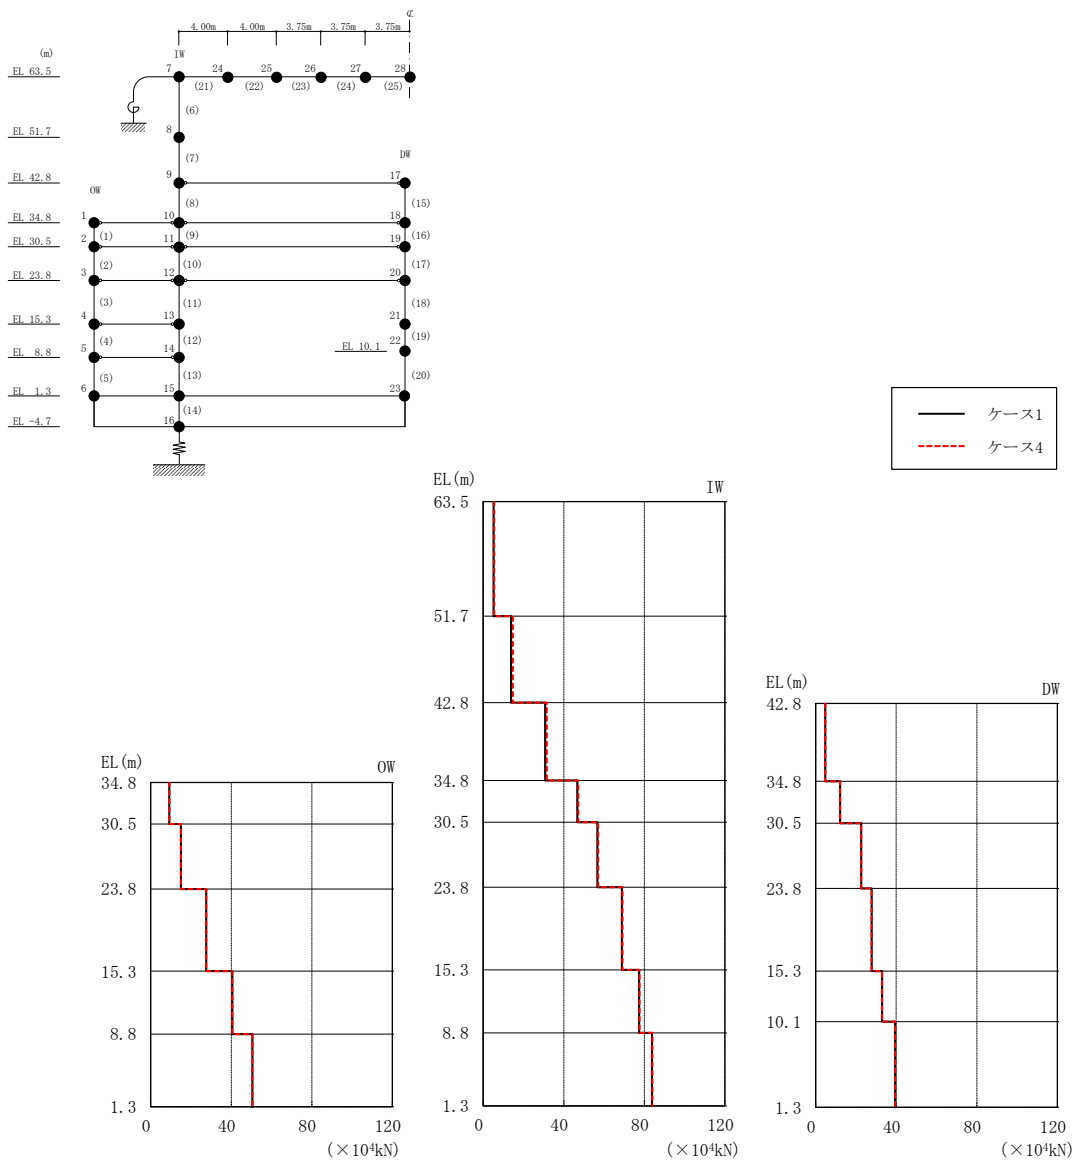 ℄
4.00m 4.00m 3.75m 3.75m 3.75m
(m)
IW
EL 63.5 7 24 25 26 27 28
(21) (22) (23) (24) (25)
(6)
EL 51.7 8
(7)
DW
EL 42.8 9 17
OW
(8) (15)
EL 34.8 1 10 18
(1) (9) (16)
EL 30.5 2 11 19
(2) (10) (17)
EL 23.8 3 12 20
(3) (11) (18)
EL 15.3 4 13 21
(4) (12) (19)
EL 10.1 22
EL 8.8 5 14
(5) (13) (20)
EL 1.3 6 15 23
(14)
EL -4.7 16
ケース1
ケース4
EL(m) IW
63.5
51.7
42.8
34.8
30.5
23.8
15.3
8.8
1.3
0 40 80 120
(×10⁴kN)
EL(m) OW
34.8
30.5
23.8
15.3
8.8
1.3
0 40 80 120
(×10⁴kN)
EL(m) DW
42.8
34.8
30.5
23.8
15.3
10.1
1.3
0 40 80 120
(×10⁴kN)